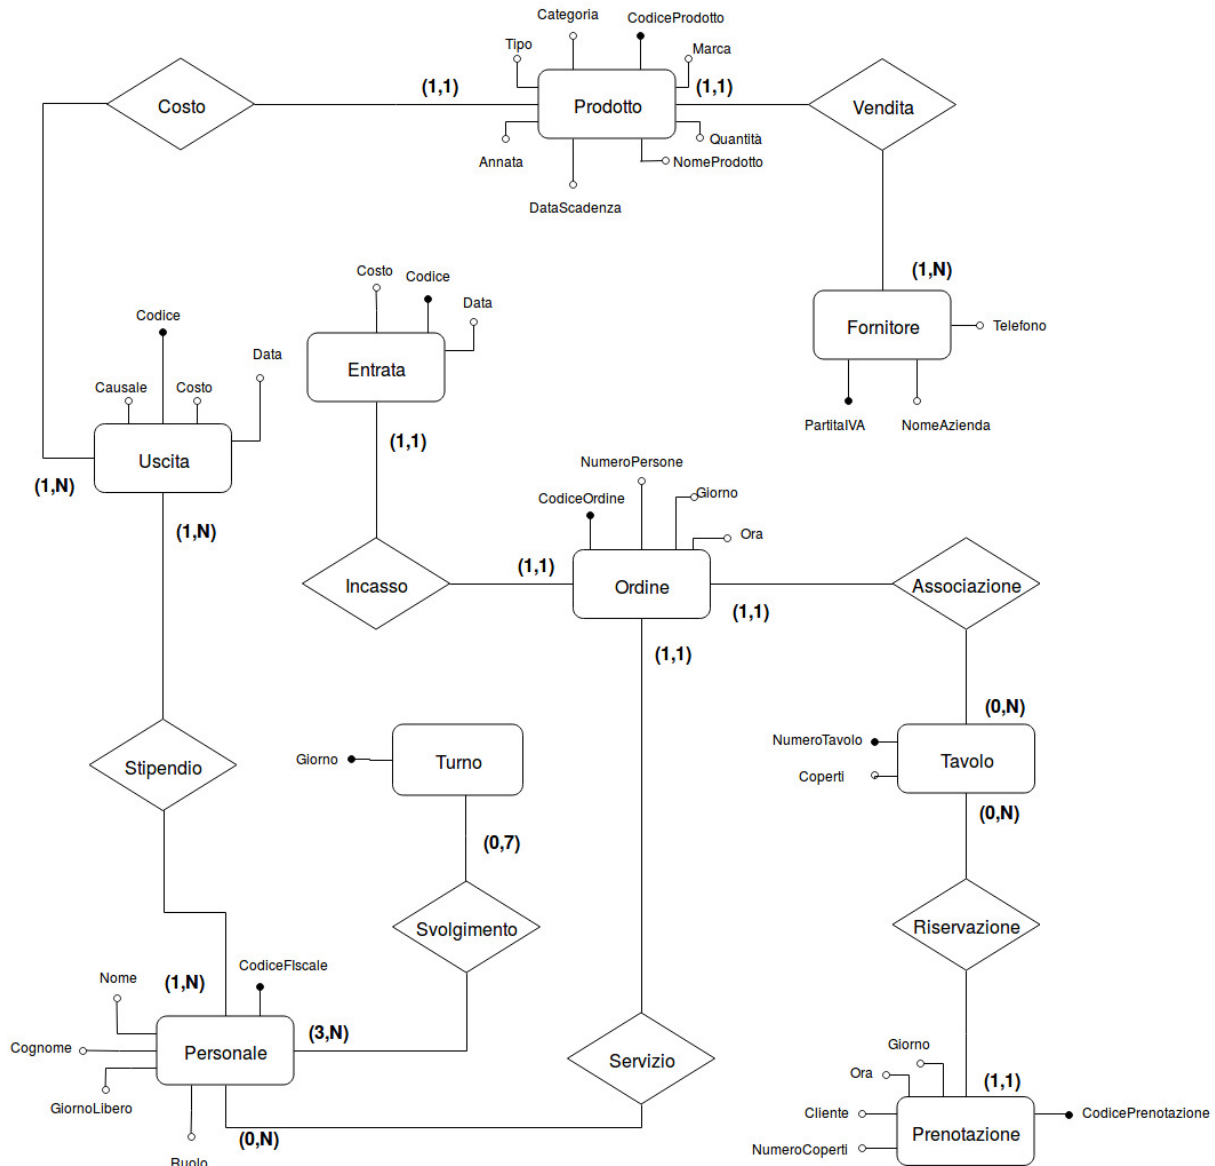 Categoria
CodiceProdotto
Tipo
Marca
(1,1)
(1,1)
Costo
Prodotto
Vendita
Quantità
Annata
NomeProdotto
DataScadenza
(1,N)
Costo
Codice
Data
Codice
Fornitore
Telefono
Data
Entrata
Causale
Costo
PartitaIVA
NomeAzienda
(1,1)
Uscita
NumeroPersone
(1,N)
CodiceOrdine
Giorno
(1,N)
Ora
(1,1)
Incasso
Ordine
Associazione
(1,1)
(1,1)
(0,N)
NumeroTavolo
Giorno
Turno
Tavolo
Stipendio
Coperti
(0,N)
(0,7)
Svolgimento
Riservazione
CodiceFIscale
Nome
(1,N)
(3,N)
Giorno
Cognome
Personale
Servizio
Ora
(1,1)
GiornoLibero
Cliente
CodicePrenotazione
(0,N)
Prenotazione
NumeroCoperti
Ruolo